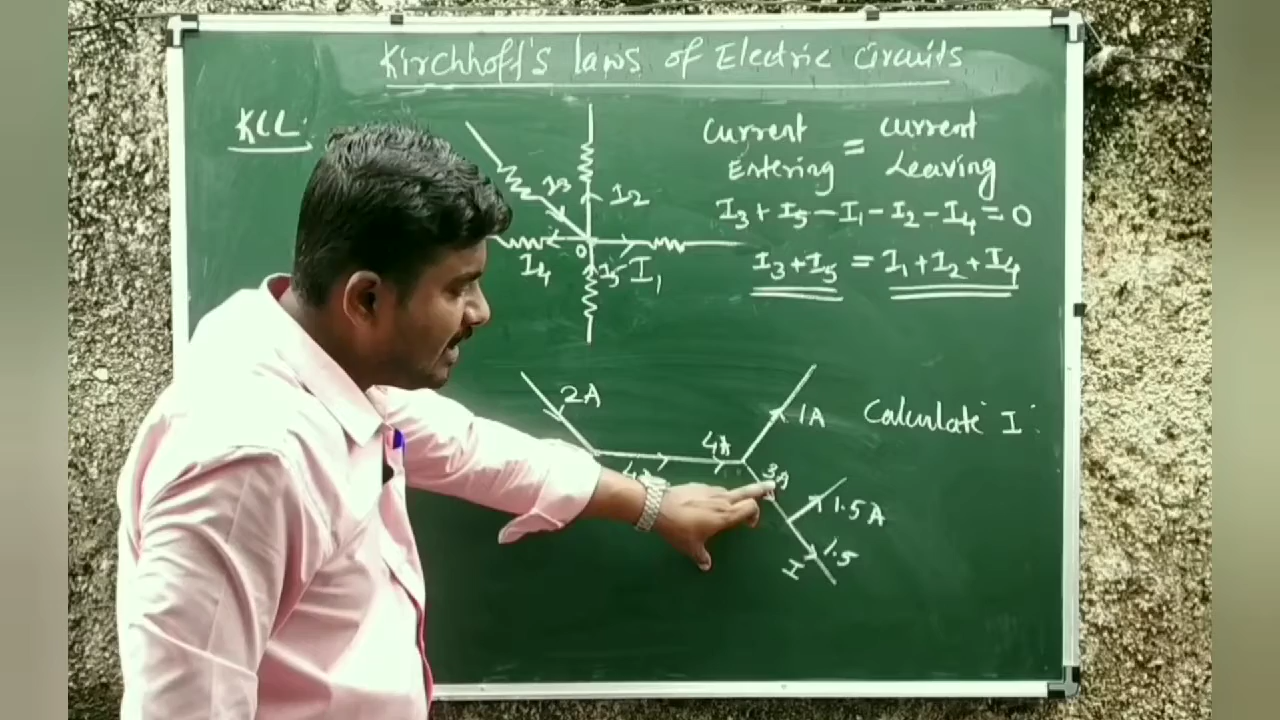 Kirchhoff's laws of Electric Circuits
KCL:
Current Entering = Current Leaving
I3 + I5 - I1 - I2 - I4 = 0
I3 + I5 = I1 + I2 + I4
I3
I2
I4
O
I5
I1
2A
4A
1A
Calculate I:
3A
1.5A
1.5
I